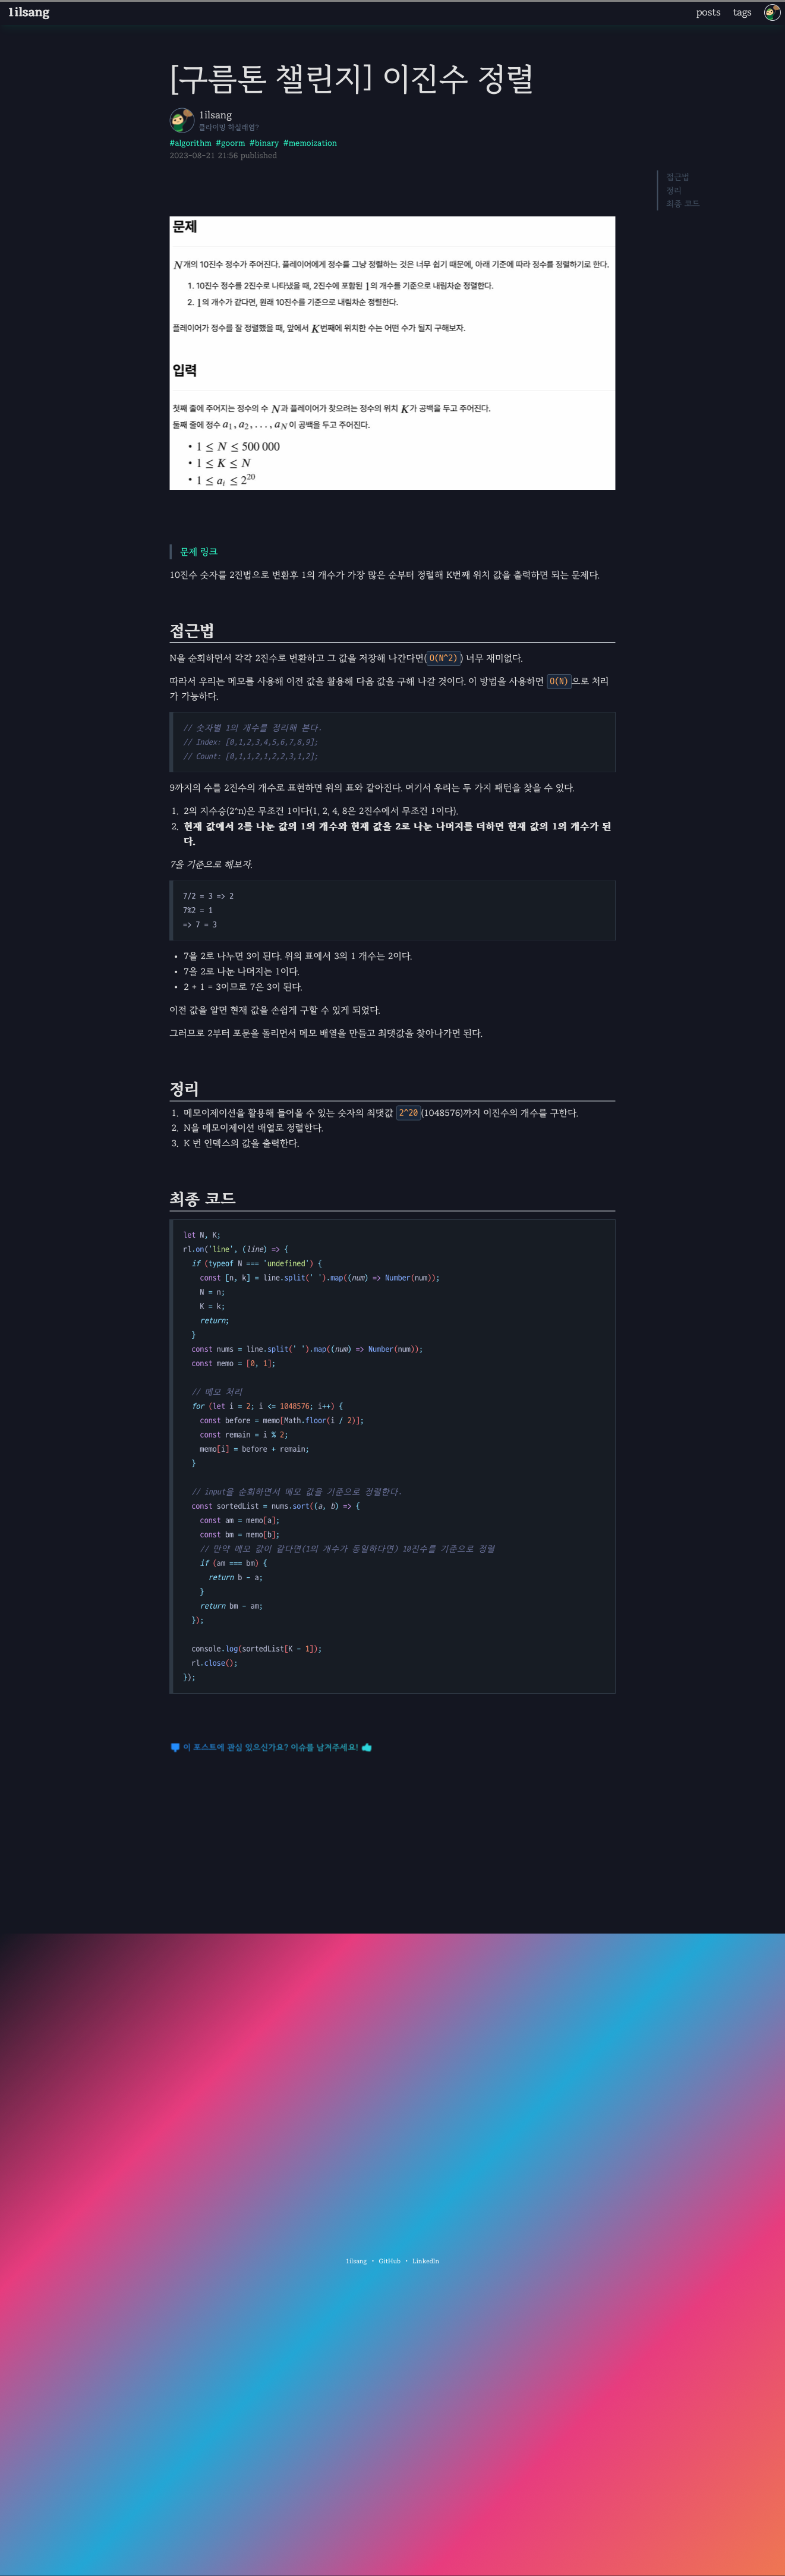 1ilsang
posts tags
[구름톤 챌린지] 이진수 정렬
1ilsang
클라이밍 하실래염?
#algorithm #goorm #binary #memoization
2023-08-21 21:56 published
접근법
정리
최종 코드
문제
N개의 10진수 정수가 주어진다. 플레이어에게 정수를 그냥 정렬하는 것은 너무 쉽기 때문에, 아래 기준에 따라 정수를 정렬하기로 한다.
1. 10진수 정수를 2진수로 나타냈을 때, 2진수에 포함된 1의 개수를 기준으로 내림차순 정렬한다.
2. 1의 개수가 같다면, 원래 10진수를 기준으로 내림차순 정렬한다.
플레이어가 정수를 잘 정렬했을 때, 앞에서 K번째에 위치한 수는 어떤 수가 될지 구해보자.
입력
첫째 줄에 주어지는 정수의 수 N과 플레이어가 찾으려는 정수의 위치 K가 공백을 두고 주어진다.
둘째 줄에 정수 a₁, a₂, . . . , a_N 이 공백을 두고 주어진다.
• 1 ≤ N ≤ 500 000
• 1 ≤ K ≤ N
• 1 ≤ aᵢ ≤ 2²⁰
문제 링크
10진수 숫자를 2진법으로 변환후 1의 개수가 가장 많은 순부터 정렬해 K번째 위치 값을 출력하면 되는 문제다.
접근법
N을 순회하면서 각각 2진수로 변환하고 그 값을 저장해 나간다면(O(N^2)) 너무 재미없다.
따라서 우리는 메모를 사용해 이전 값을 활용해 다음 값을 구해 나갈 것이다. 이 방법을 사용하면 O(N)으로 처리
가 가능하다.
// 숫자별 1의 개수를 정리해 본다.
// Index: [0,1,2,3,4,5,6,7,8,9];
// Count: [0,1,1,2,1,2,2,3,1,2];
9까지의 수를 2진수의 개수로 표현하면 위의 표와 같아진다. 여기서 우리는 두 가지 패턴을 찾을 수 있다.
1. 2의 지수승(2^n)은 무조건 1이다(1, 2, 4, 8은 2진수에서 무조건 1이다).
2. 현재 값에서 2를 나눈 값의 1의 개수와 현재 값을 2로 나눈 나머지를 더하면 현재 값의 1의 개수가 된
다.
7을 기준으로 해보자.
7/2 = 3 => 2
7%2 = 1
=> 7 = 3
• 7을 2로 나누면 3이 된다. 위의 표에서 3의 1 개수는 2이다.
• 7을 2로 나눈 나머지는 1이다.
• 2 + 1 = 3이므로 7은 3이 된다.
이전 값을 알면 현재 값을 손쉽게 구할 수 있게 되었다.
그러므로 2부터 포문을 돌리면서 메모 배열을 만들고 최댓값을 찾아나가면 된다.
정리
1. 메모이제이션을 활용해 들어올 수 있는 숫자의 최댓값 2^20(1048576)까지 이진수의 개수를 구한다.
2. N을 메모이제이션 배열로 정렬한다.
3. K 번 인덱스의 값을 출력한다.
최종 코드
let N, K;
rl.on('line', (line) => {
if (typeof N === 'undefined') {
const [n, k] = line.split(' ').map((num) => Number(num));
N = n;
K = k;
return;
}
const nums = line.split(' ').map((num) => Number(num));
const memo = [0, 1];
// 메모 처리
for (let i = 2; i <= 1048576; i++) {
const before = memo[Math.floor(i / 2)];
const remain = i % 2;
memo[i] = before + remain;
}
// input을 순회하면서 메모 값을 기준으로 정렬한다.
const sortedList = nums.sort((a, b) => {
const am = memo[a];
const bm = memo[b];
// 만약 메모 값이 같다면(1의 개수가 동일하다면) 10진수를 기준으로 정렬
if (am === bm) {
return b - a;
}
return bm - am;
});
console.log(sortedList[K - 1]);
rl.close();
});
이 포스트에 관심 있으신가요? 이슈를 남겨주세요!
1ilsang • GitHub • LinkedIn